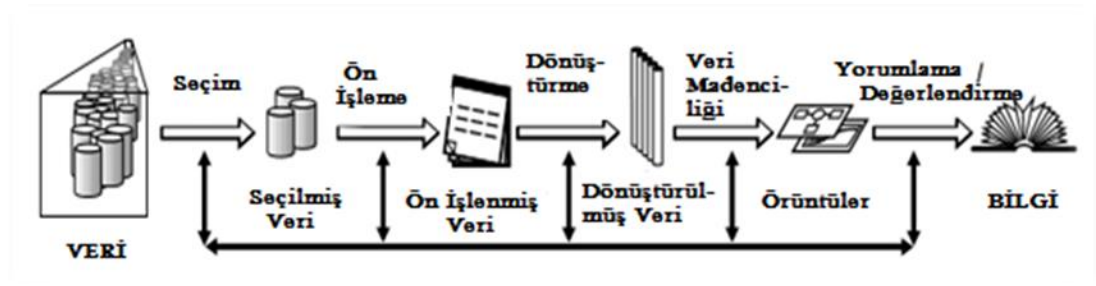 Seçim
Ön
İşleme
Dönüş-
türme
Veri
Madenci-
liği
Yorumlama /
Değerlendirme
VERİ
Seçilmiş
Veri
Ön İşlenmiş
Veri
Dönüştürül-
müş Veri
Örüntüler
BİLGİ